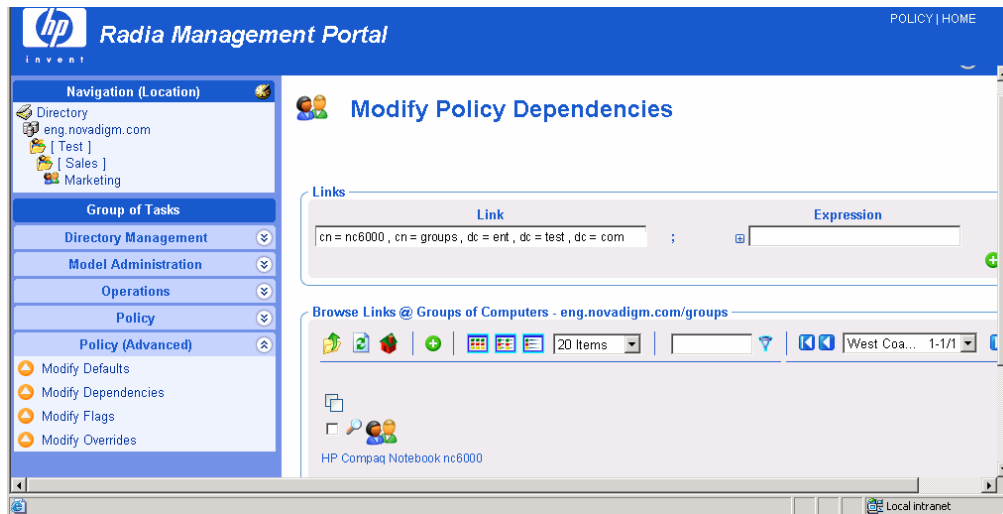 hp
invent
Radia Management Portal
POLICY | HOME
Navigation (Location)
Directory
eng.novadigm.com
[ Test ]
[ Sales ]
Marketing
Group of Tasks
Directory Management
Model Administration
Operations
Policy
Policy (Advanced)
Modify Defaults
Modify Dependencies
Modify Flags
Modify Overrides
Modify Policy Dependencies
Links
Link
Expression
cn = nc6000 , cn = groups , dc = ent , dc = test , dc = com
;
Browse Links @ Groups of Computers - eng.novadigm.com/groups
20 Items
West Coa... 1-1/1
HP Compaq Notebook nc6000
Local intranet